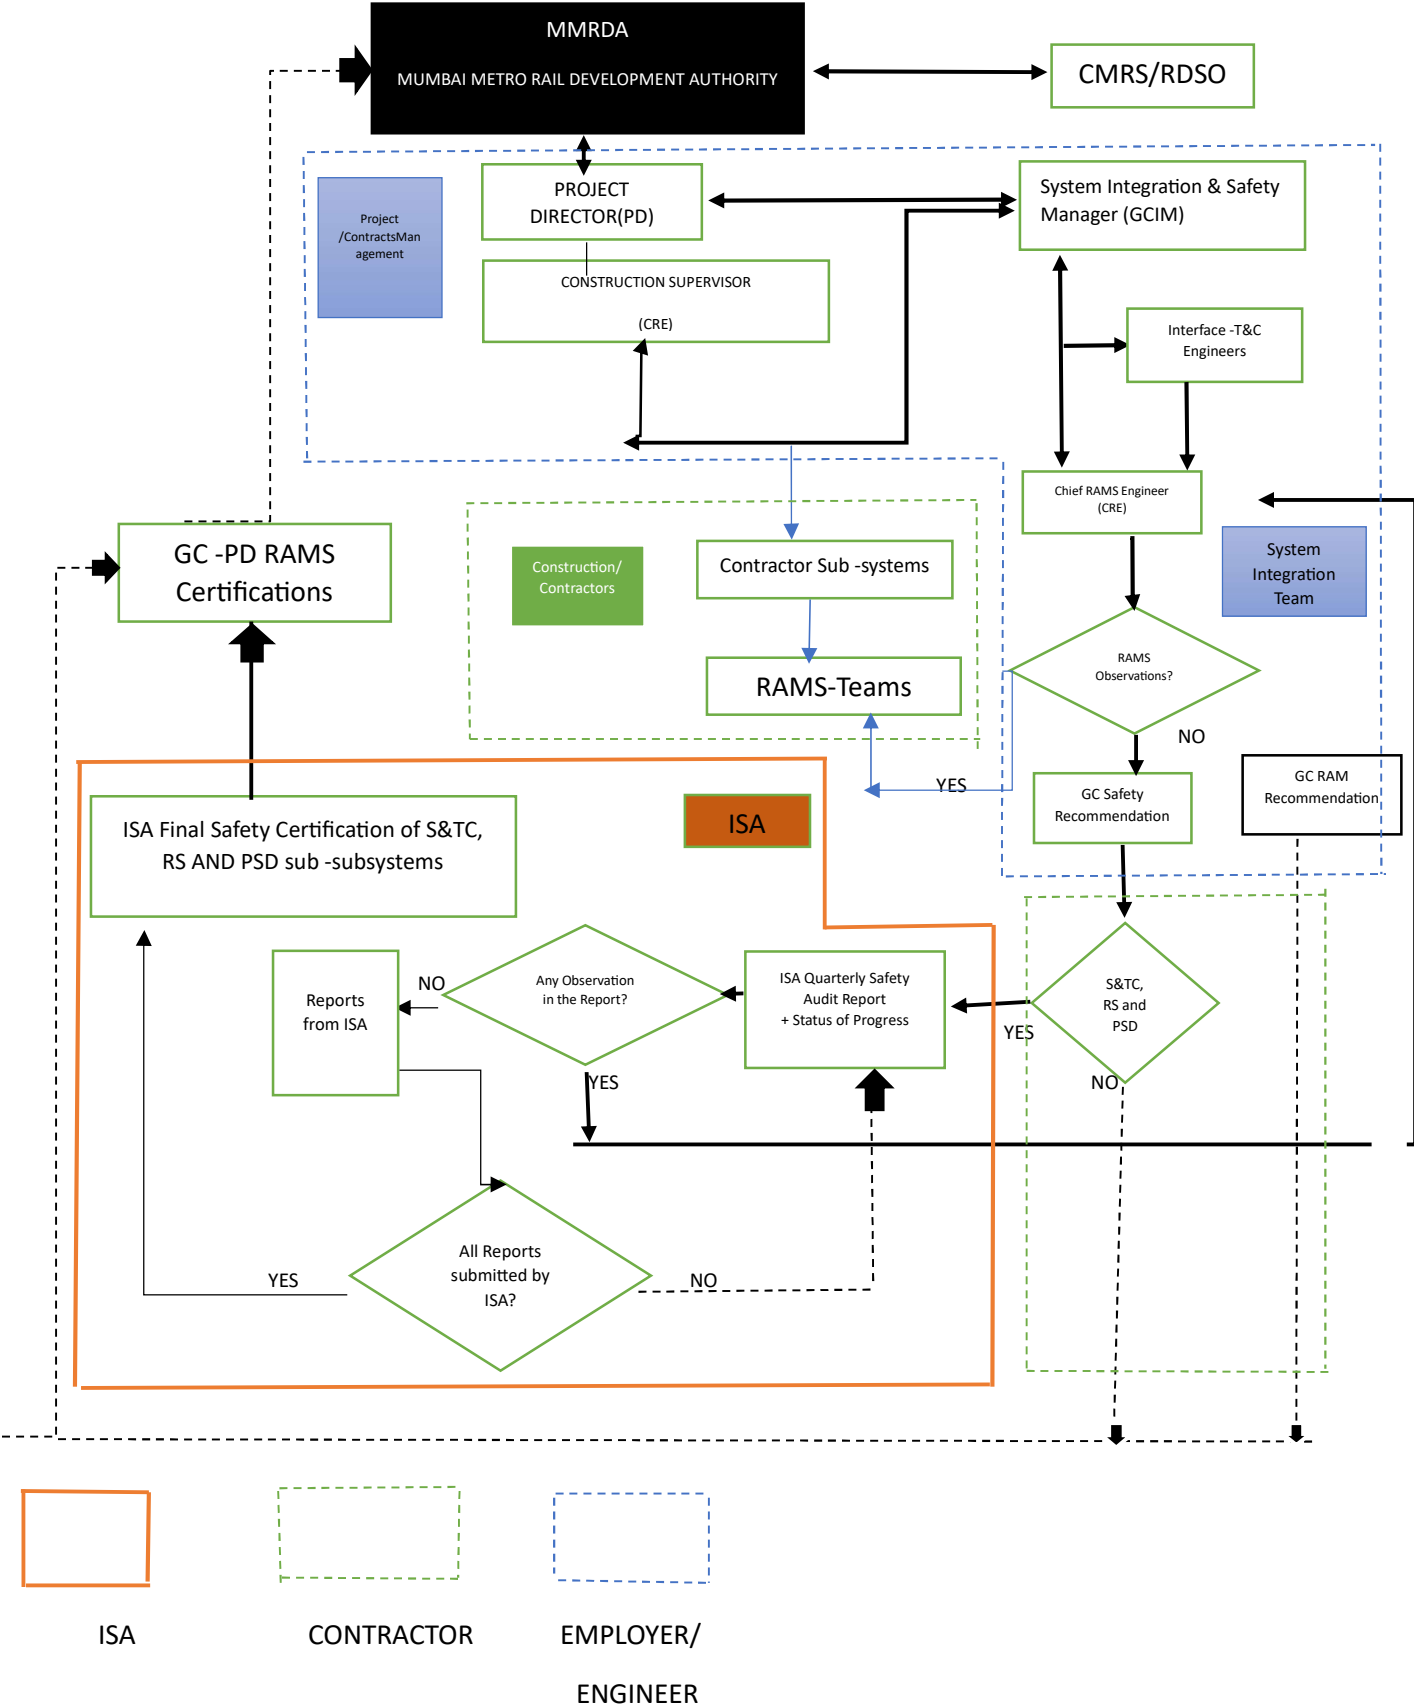 MMRDA
MUMBAI METRO RAIL DEVELOPMENT AUTHORITY
CMRS/RDSO
Project
/ContractsMan
agement
PROJECT
DIRECTOR(PD)
System Integration & Safety
Manager (GCIM)
CONSTRUCTION SUPERVISOR
(CRE)
Interface -T&C
Engineers
Chief RAMS Engineer
(CRE)
GC -PD RAMS
Certifications
Construction/
Contractors
Contractor Sub -systems
System
Integration
Team
RAMS-Teams
RAMS
Observations?
NO
YES
GC Safety
Recommendation
GC RAM
Recommendation
ISA
ISA Final Safety Certification of S&TC,
RS AND PSD sub -subsystems
Reports
from ISA
NO
Any Observation
in the Report?
YES
ISA Quarterly Safety
Audit Report
+ Status of Progress
YES
S&TC,
RS and
PSD
NO
All Reports
submitted by
ISA?
YES
NO
ISA
CONTRACTOR
EMPLOYER/
ENGINEER